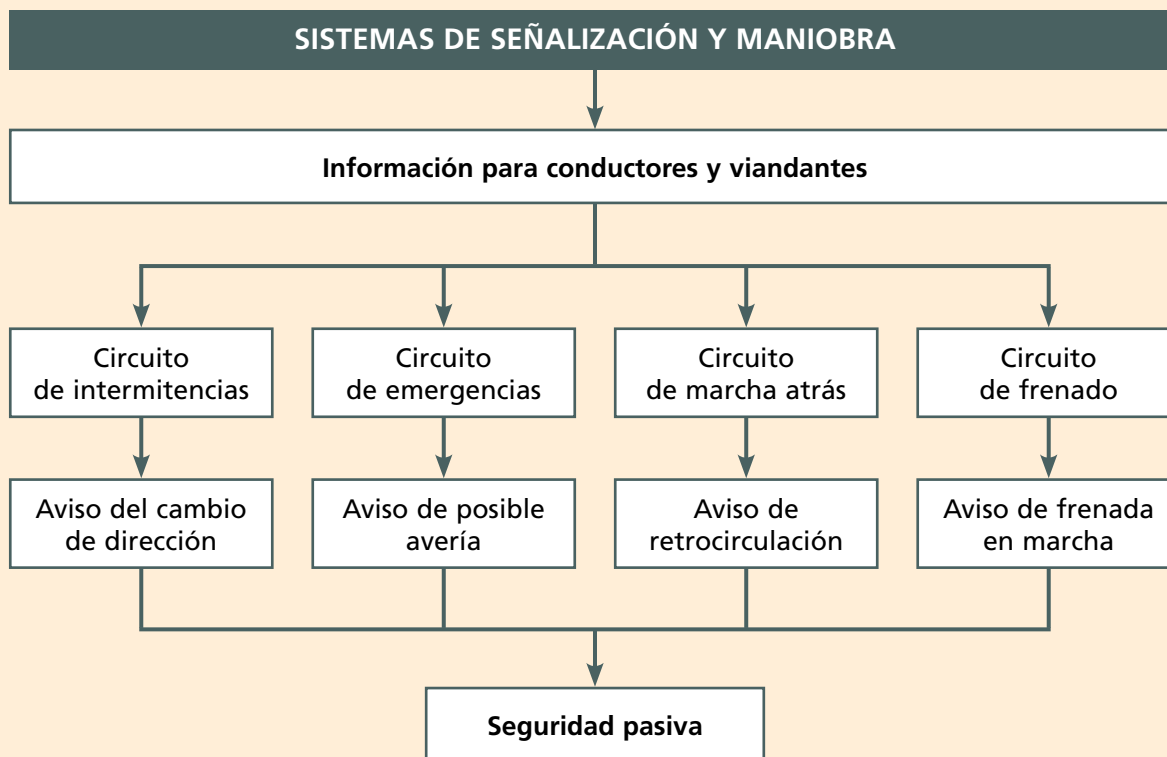 SISTEMAS DE SEÑALIZACIÓN Y MANIOBRA
Información para conductores y viandantes
Circuito
de intermitencias
Circuito
de emergencias
Circuito
de marcha atrás
Circuito
de frenado
Aviso del cambio
de dirección
Aviso de posible
avería
Aviso de
retrocirculación
Aviso de frenada
en marcha
Seguridad pasiva